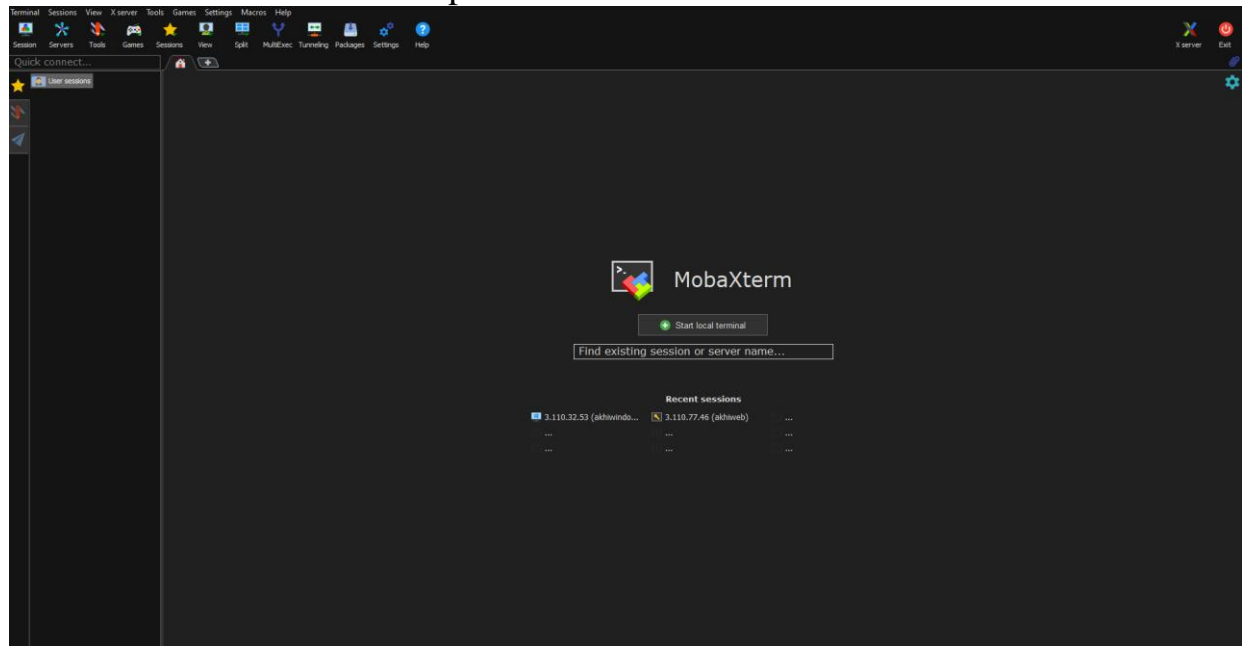 Terminal Sessions View X server Tools Games Settings Macros Help
Session Servers Tools Games Sessions View Split MultiExec Tunneling Packages Settings Help X server Exit
Quick connect...
User sessions
MobaXterm
Start local terminal
Find existing session or server name...
Recent sessions
3.110.32.53 (akhiwindo... 3.110.77.46 (akhiweb) ...
... ... ...
... ... ...